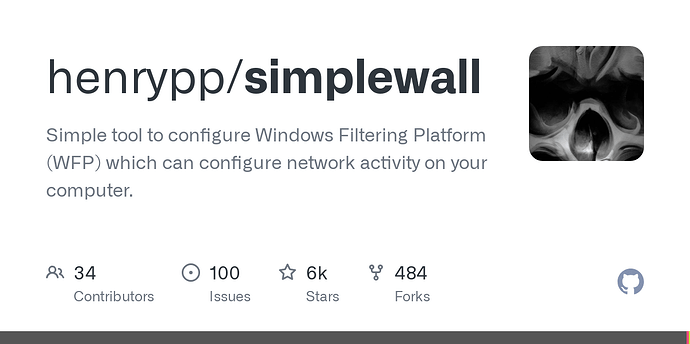 henrypp/simplewall
Simple tool to configure Windows Filtering Platform
(WFP) which can configure network activity on your
computer.
34
Contributors
100
Issues
6k
Stars
484
Forks